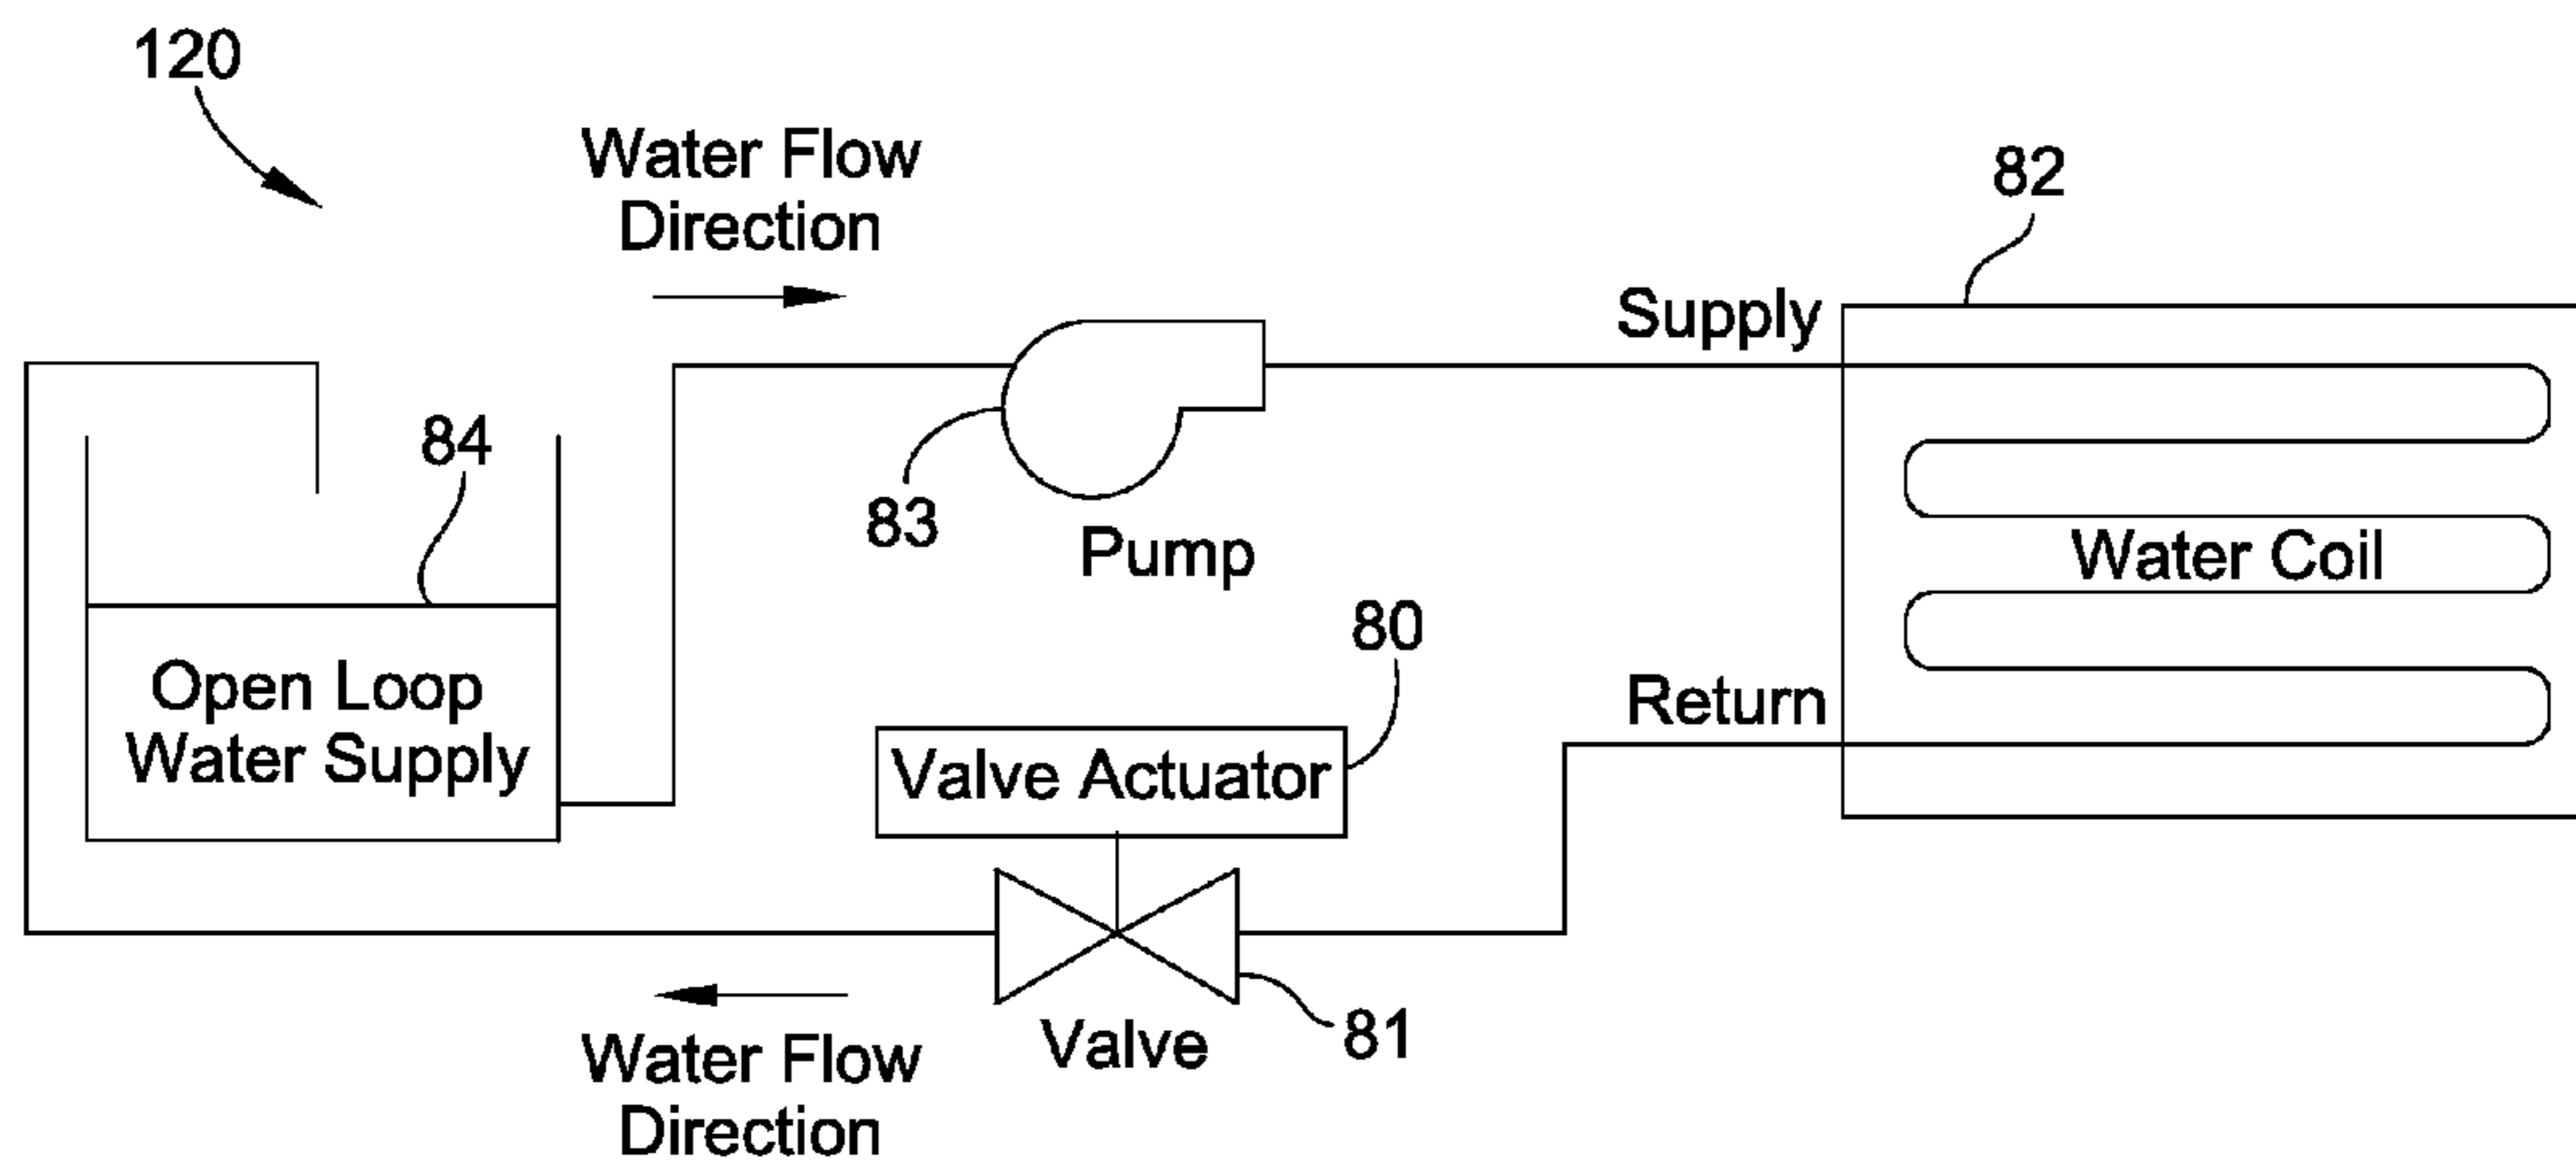 120
Water Flow
Direction
82
Supply
84
83
Pump
Water Coil
80
Open Loop
Water Supply
Return
Valve Actuator
81
Valve
Water Flow
Direction